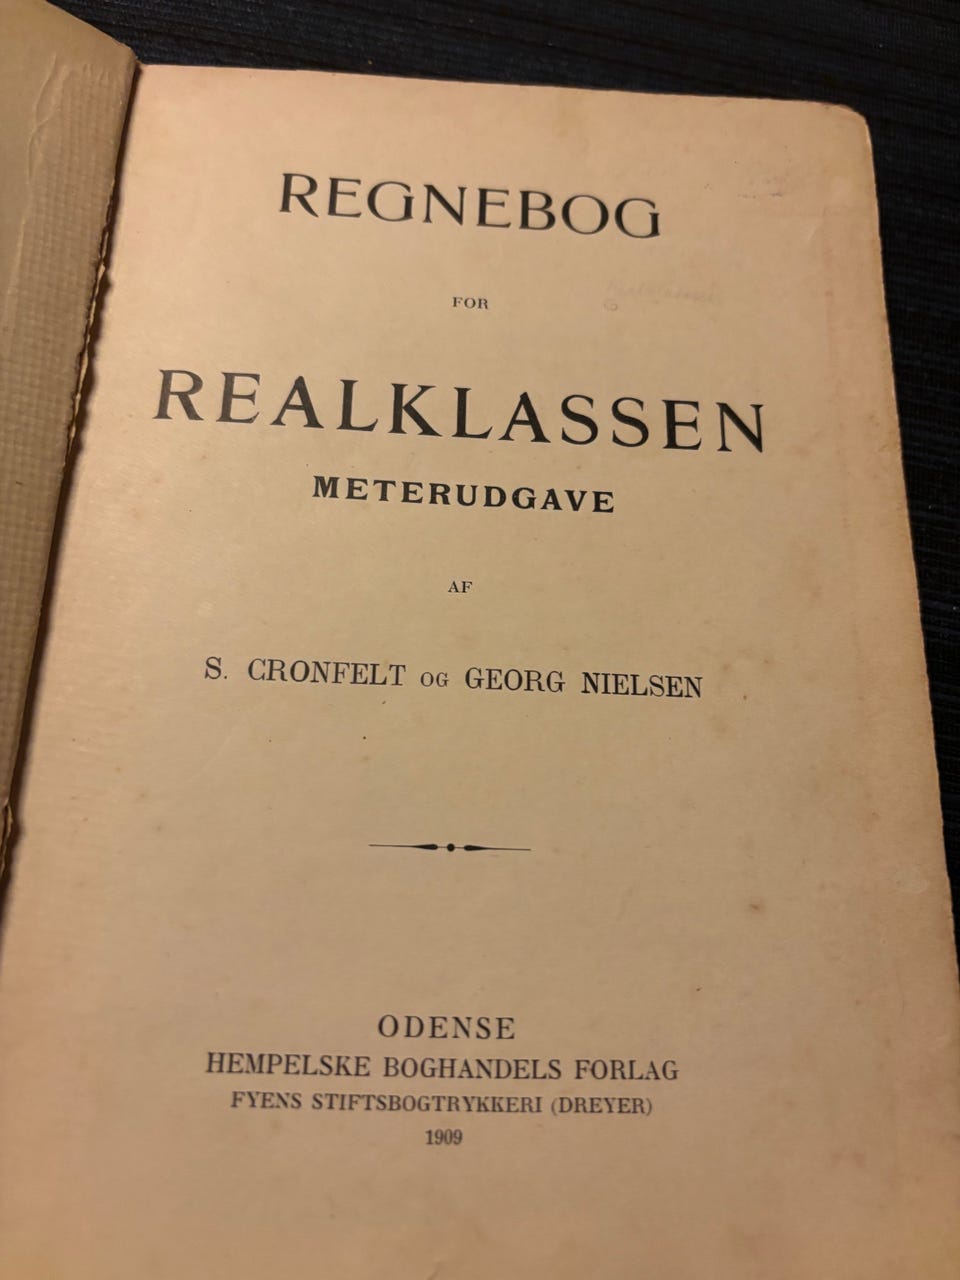 REGNEBOG
FOR
REALKLASSEN
METERUDGAVE
AF
S. CRONFELT OG GEORG NIELSEN
ODENSE
HEMPELSKE BOGHANDELS FORLAG
FYENS STIFTSBOGTRYKKERI (DREYER)
1909